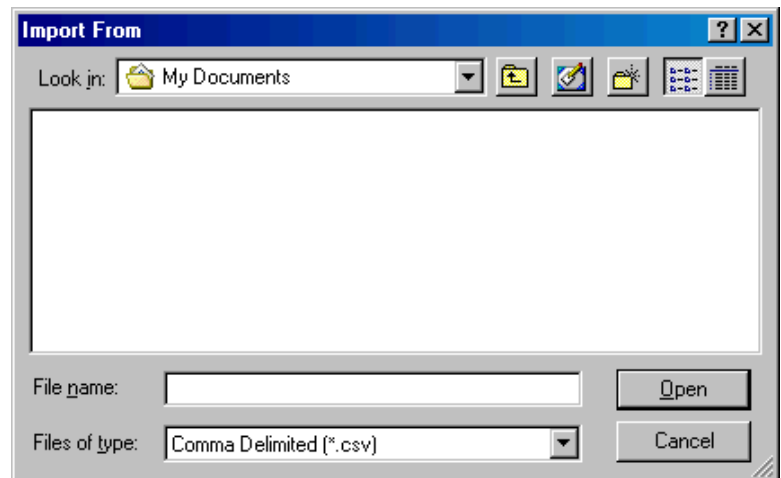 Import From
Look in: My Documents
File name: Open
Files of type: Comma Delimited (*.csv) Cancel